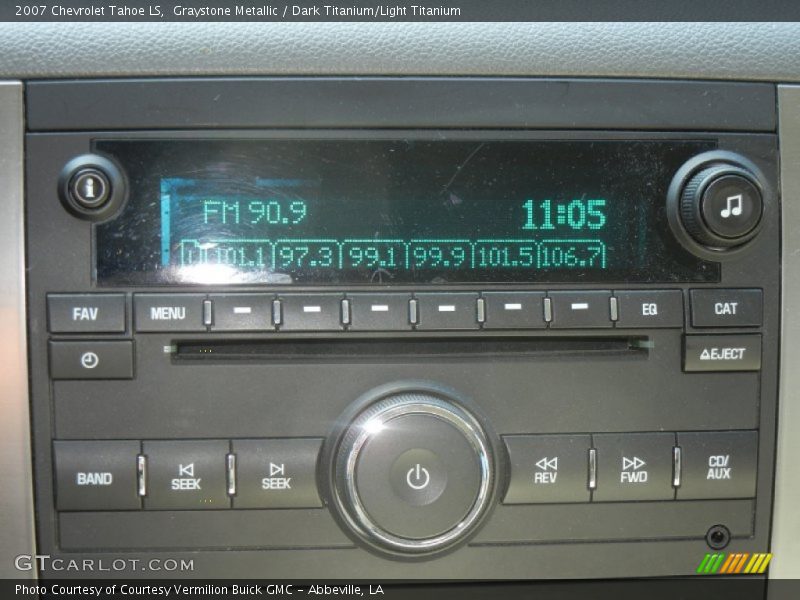 2007 Chevrolet Tahoe LS,  Graystone Metallic / Dark Titanium/Light Titanium
FM 90.9 11:05
101.1 97.3 99.1 99.9 101.5 106.7
FAV MENU EQ CAT
EJECT
BAND SEEK SEEK REV FWD CD/
AUX
GTCARLOT.COM
Photo Courtesy of Courtesy Vermilion Buick GMC - Abbeville, LA